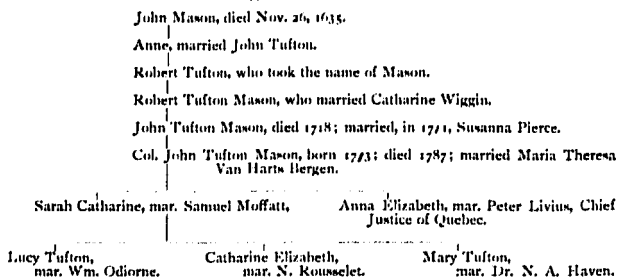 John Mason, died Nov. 26, 1635.
Anne, married John Tufton.
Robert Tufton, who took the name of Mason.
Robert Tufton Mason, who married Catharine Wiggin.
John Tufton Mason, died 1718; married, in Susanna Pierce.
Col. John Tufton Mason, born died 1787; married Maria Theresa
Van Harts Bergen.
Sarah Catharine, mar. Samuel Moffatt,
Anna Elizabeth, mar. Peter Livius, Chief
Justice of Quebec.
Lucy Tufton,
mar. Wm. Odiorne.
Catharine Elizabeth,
mar. N. Rousselet.
Mary Tufton,
mar. Dr. N. A. Haven.